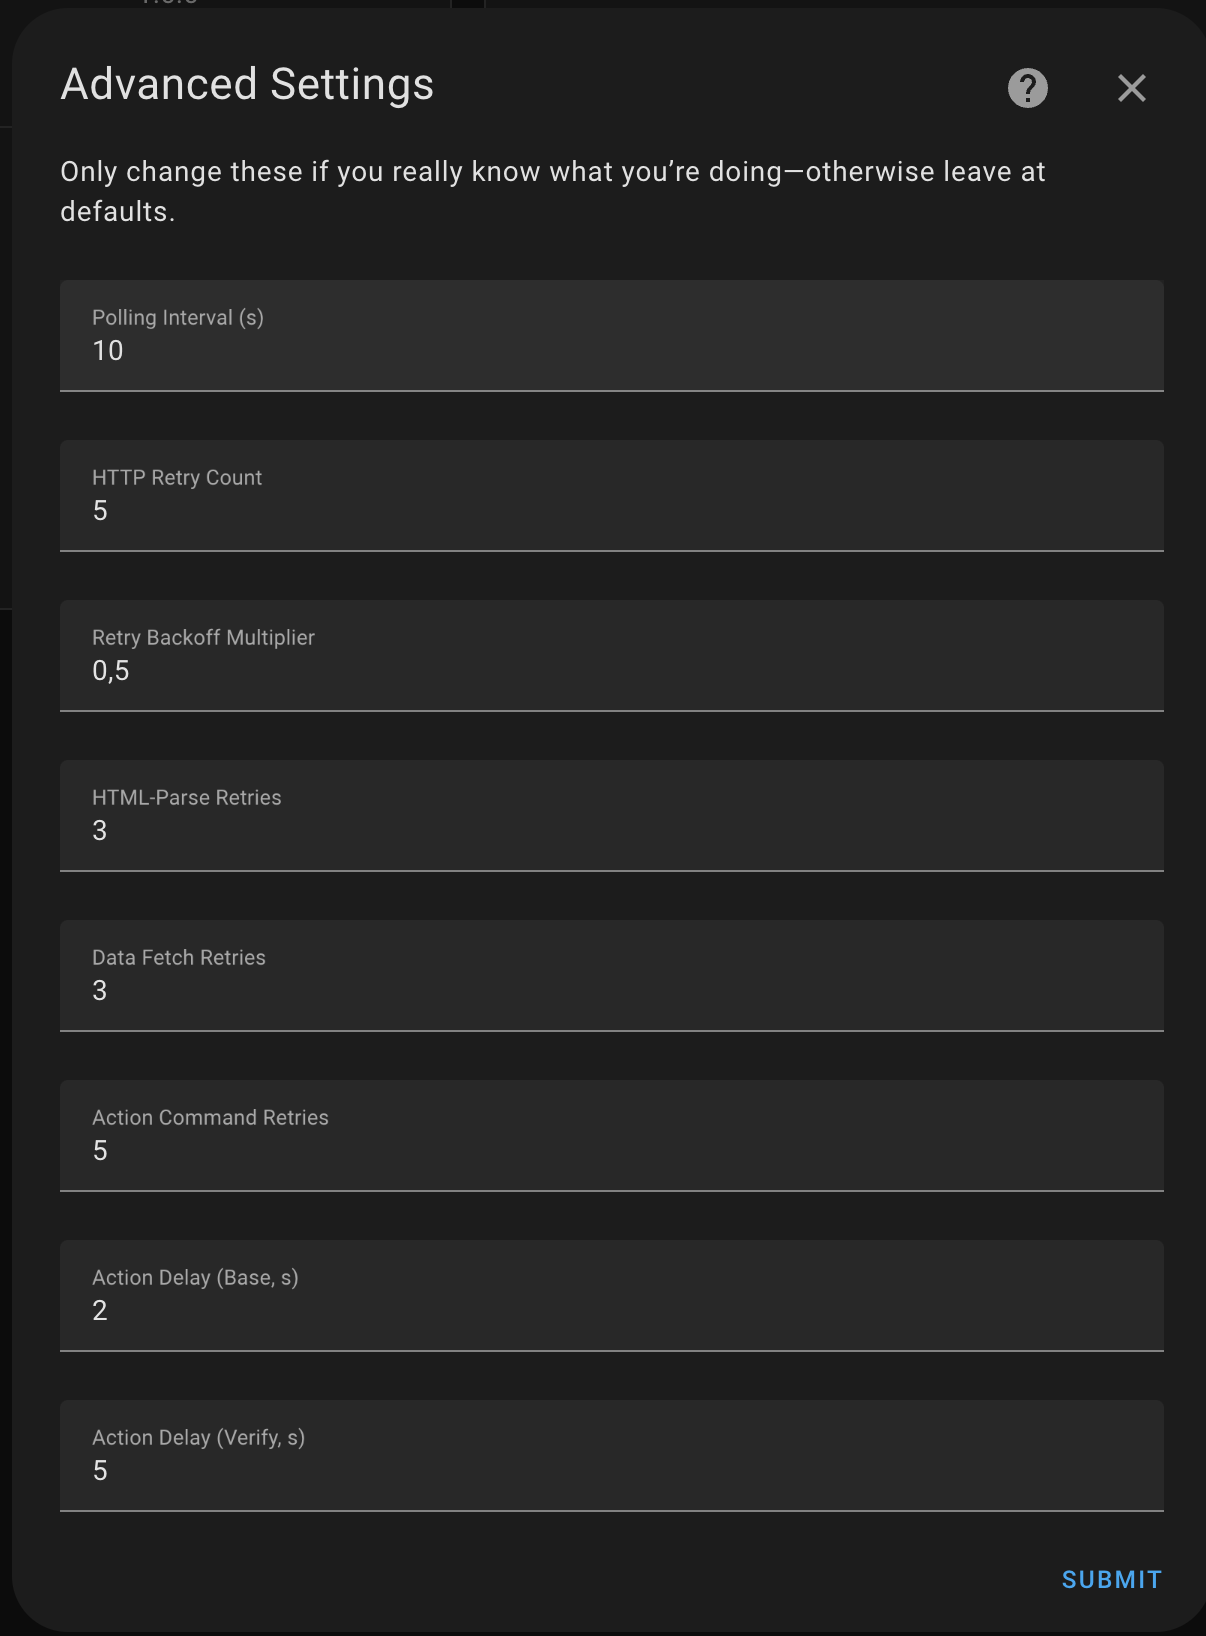 Advanced Settings
Only change these if you really know what you’re doing—otherwise leave at
defaults.
Polling Interval (s)
10
HTTP Retry Count
5
Retry Backoff Multiplier
0,5
HTML-Parse Retries
3
Data Fetch Retries
3
Action Command Retries
5
Action Delay (Base, s)
2
Action Delay (Verify, s)
5
SUBMIT